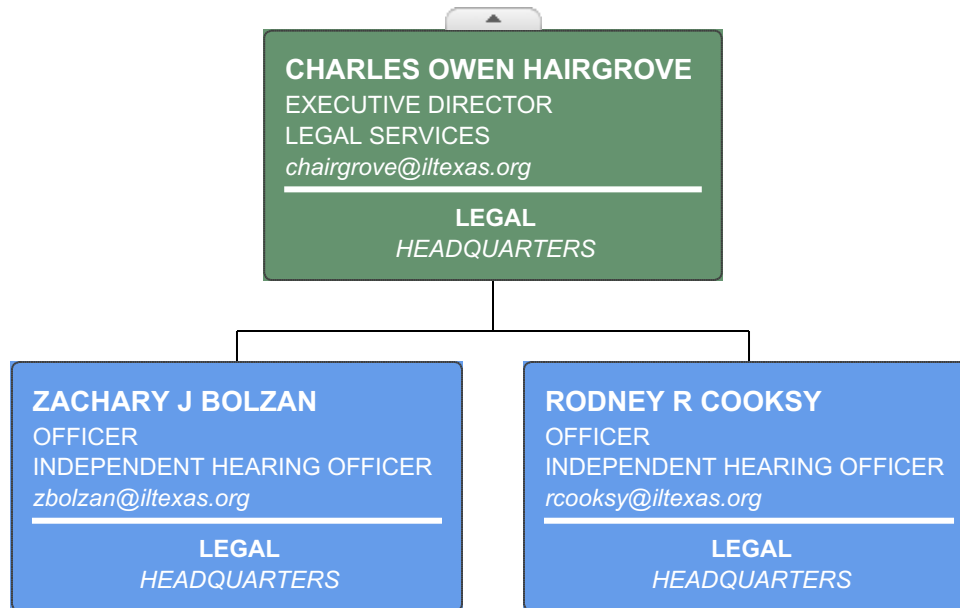 CHARLES OWEN HAIRGROVE
EXECUTIVE DIRECTOR
LEGAL SERVICES
chairgrove@iltexas.org
LEGAL
HEADQUARTERS
ZACHARY J BOLZAN
OFFICER
INDEPENDENT HEARING OFFICER
zbolzan@iltexas.org
LEGAL
HEADQUARTERS
RODNEY R COOKSY
OFFICER
INDEPENDENT HEARING OFFICER
rcooksy@iltexas.org
LEGAL
HEADQUARTERS